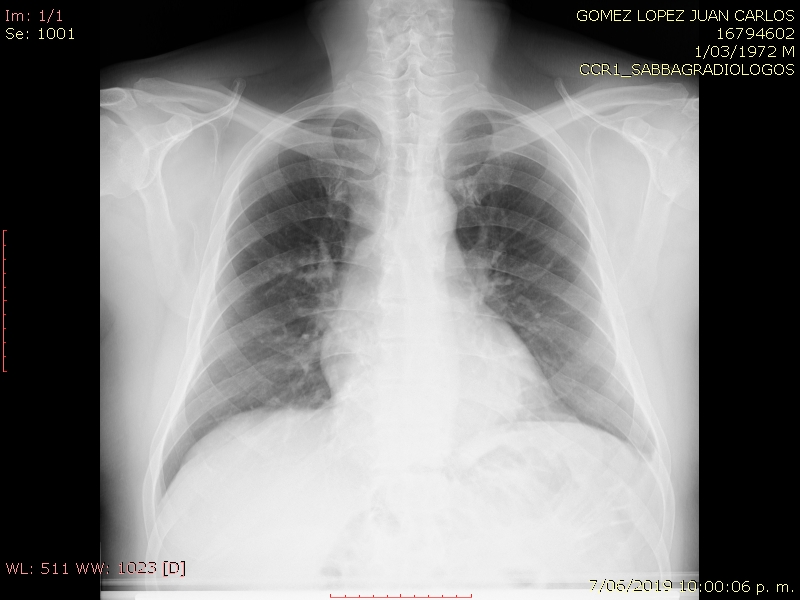 Im: 1/1
Se: 1001
GOMEZ LOPEZ JUAN CARLOS
16794602
1/03/1972 M
CCR1_SABBAGRADIOLOGOS
WL: 511 WW: 1023 [D]
7/06/2019 10:00:06 p. m.